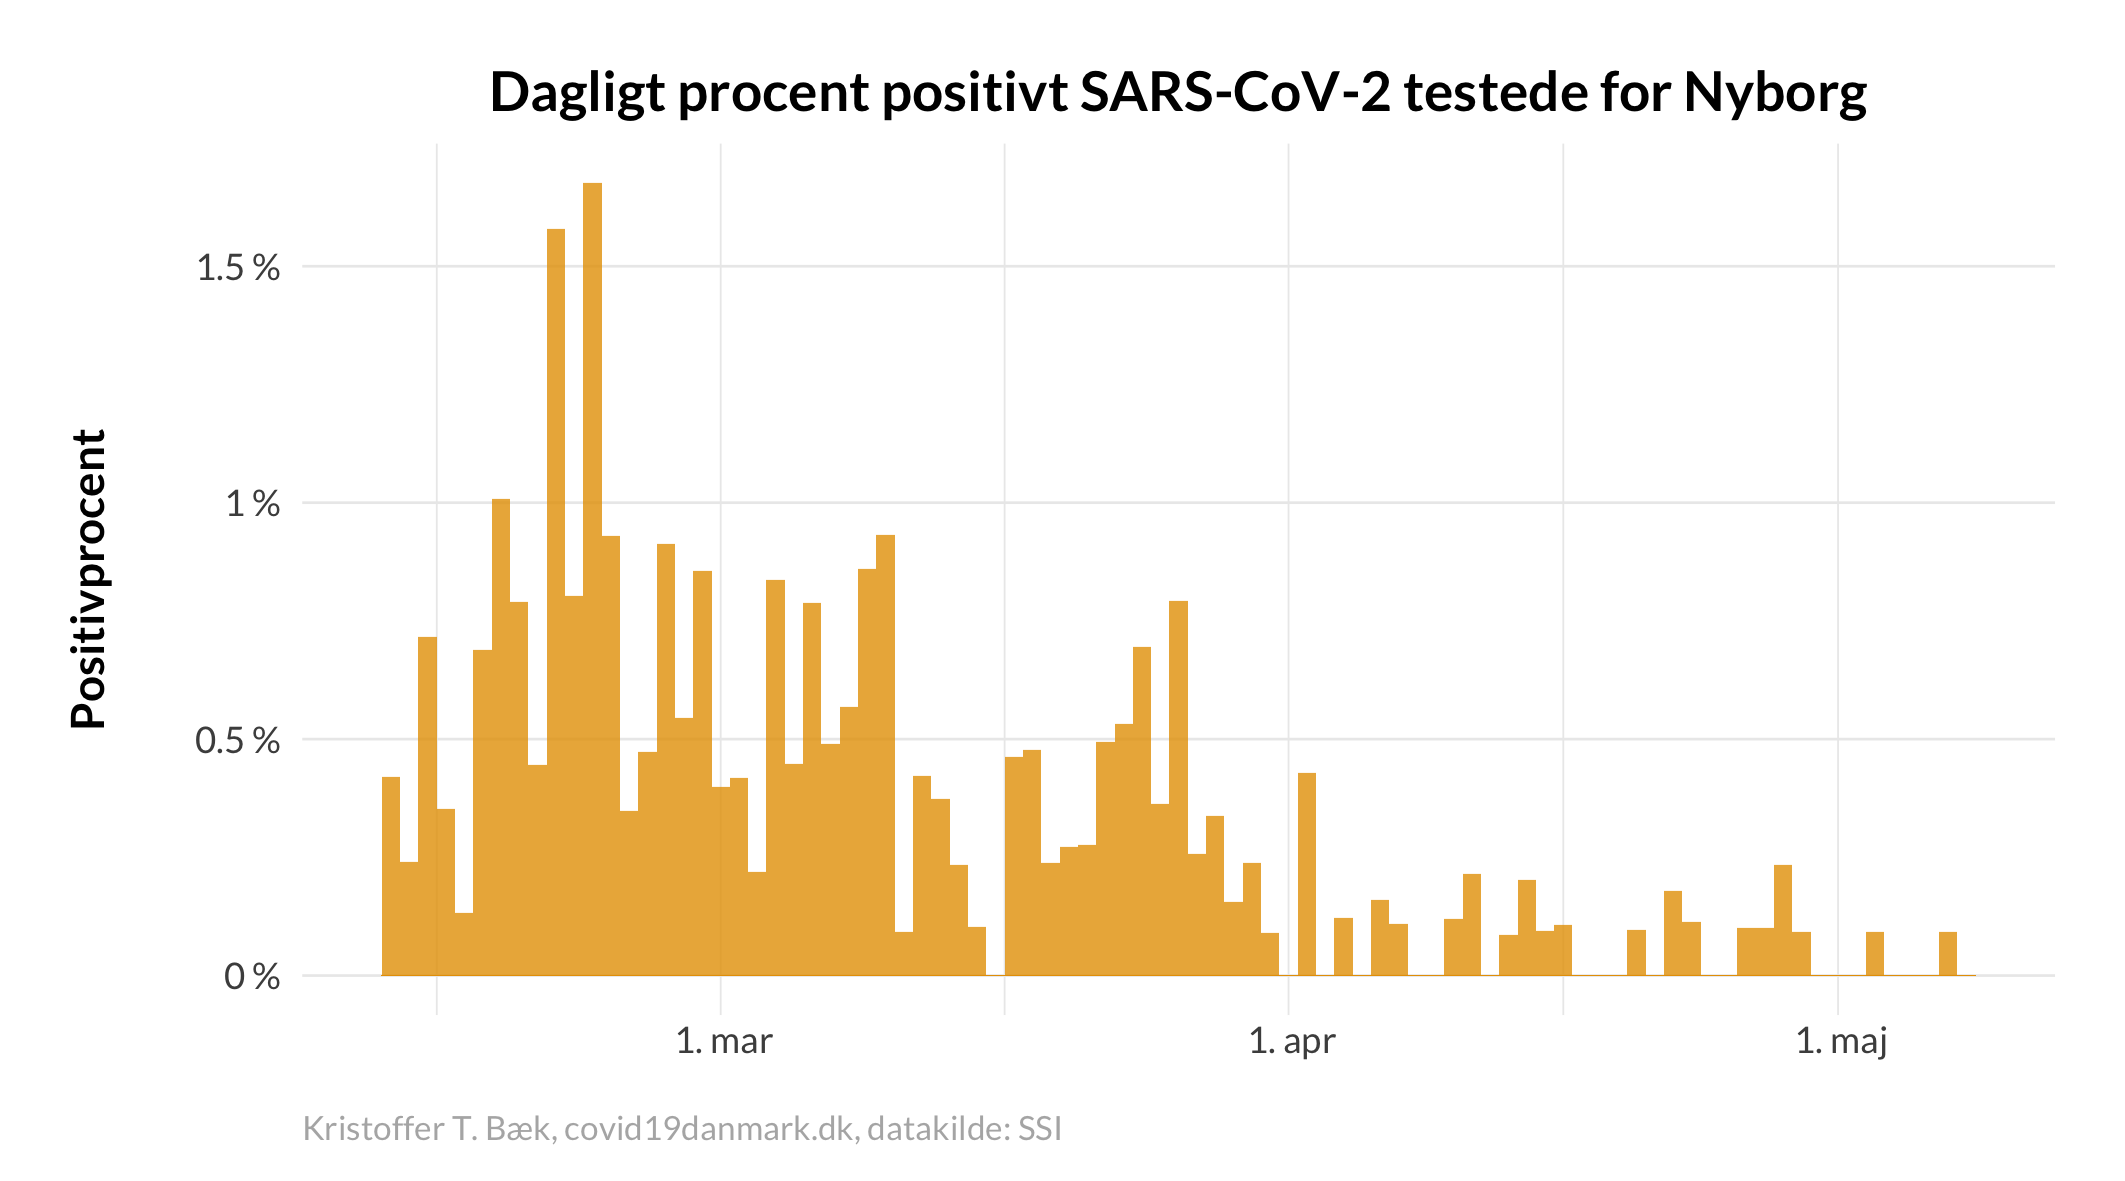 Dagligt procent positivt SARS-CoV-2 testede for Nyborg
Positivprocent
1.5 %
1 %
0.5 %
0 %
1. mar
1. apr
1. maj
Kristoffer T. Bæk, covid19danmark.dk, datakilde: SSI